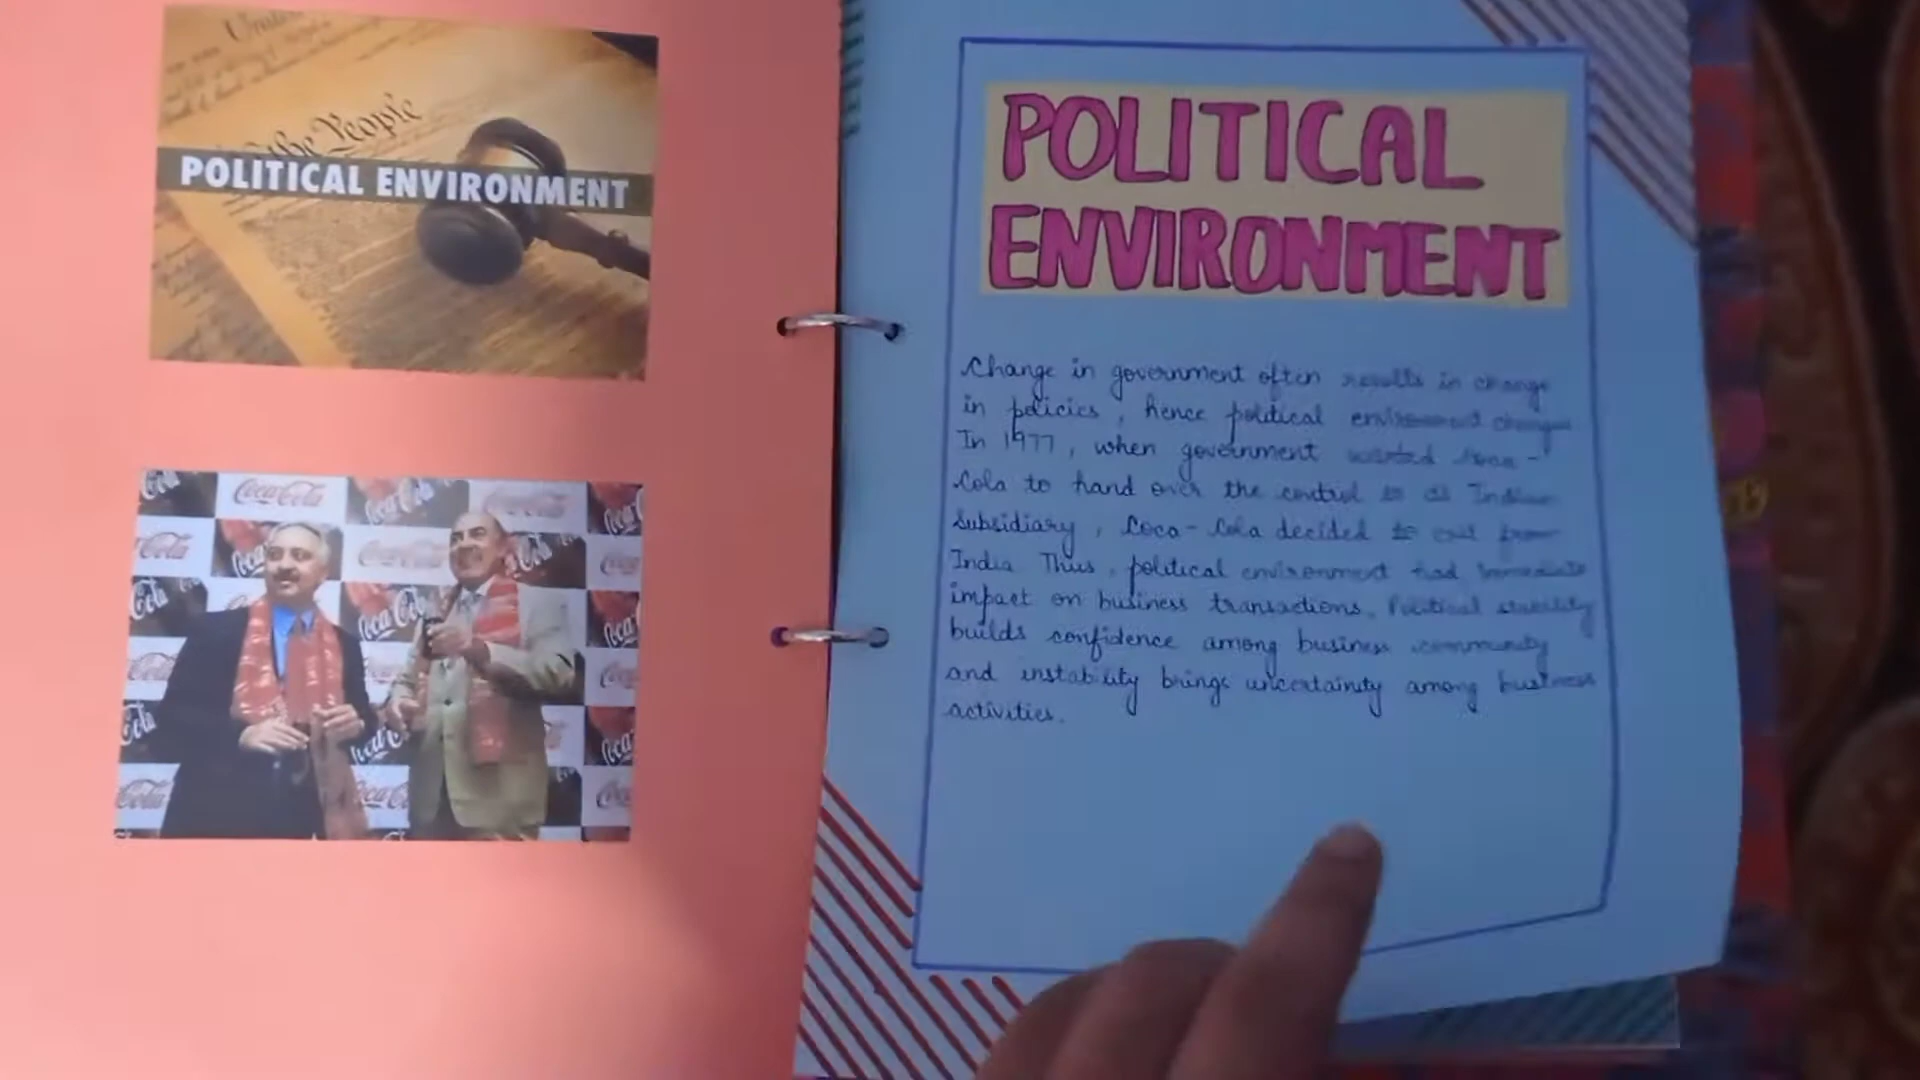 the People
POLITICAL ENVIRONMENT
Coca-Cola
POLITICAL
ENVIRONMENT
Change in government often results in change
in policies, hence political environment changes
In 1977, when government wanted Coca-
Cola to hand over the control to its Indian
Subsidiary, Coca-Cola decided to exit from
India Thus, political environment had immediate
impact on business transactions. Political stability
builds confidence among business community
and instability brings uncertainity among business
activities.